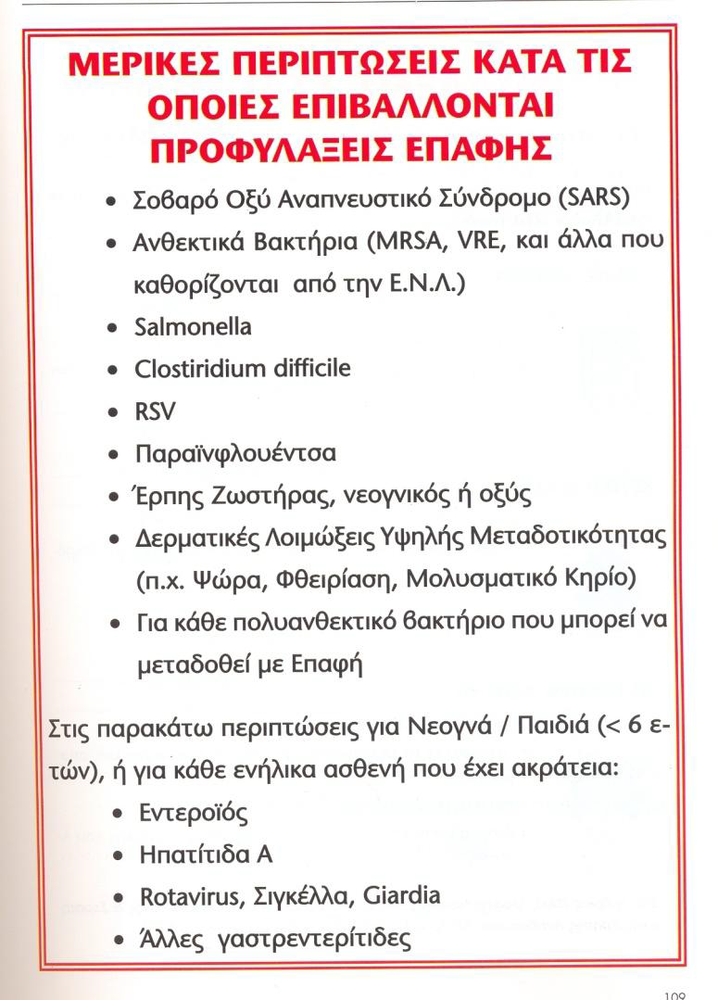 ΜΕΡΙΚΕΣ ΠΕΡΙΠΤΩΣΕΙΣ ΚΑΤΑ ΤΙΣ
ΟΠΟΙΕΣ ΕΠΙΒΑΛΛΟΝΤΑΙ
ΠΡΟΦΥΛΑΞΕΙΣ ΕΠΑΦΗΣ
• Σοβαρό Οξύ Αναπνευστικό Σύνδρομο (SARS)
• Ανθεκτικά Βακτήρια (MRSA, VRE, και άλλα που
καθορίζονται από την Ε.Ν.Λ.)
• Salmonella
• Clostiridium difficile
• RSV
• Παραϊνφλουέντσα
• Έρπης Ζωστήρας, νεογνικός ή οξύς
• Δερματικές Λοιμώξεις Υψηλής Μεταδοτικότητας
(π.χ. Ψώρα, Φθειρίαση, Μολυσματικό Κηρίο)
• Για κάθε πολυανθεκτικό βακτήριο που μπορεί να
μεταδοθεί με Επαφή
Στις παρακάτω περιπτώσεις για Νεογνά / Παιδιά (< 6 ε-
τών), ή για κάθε ενήλικα ασθενή που έχει ακράτεια:
• Εντεροϊός
• Ηπατίτιδα Α
• Rotavirus, Σιγκέλλα, Giardia
• Άλλες γαστρεντερίτιδες
109